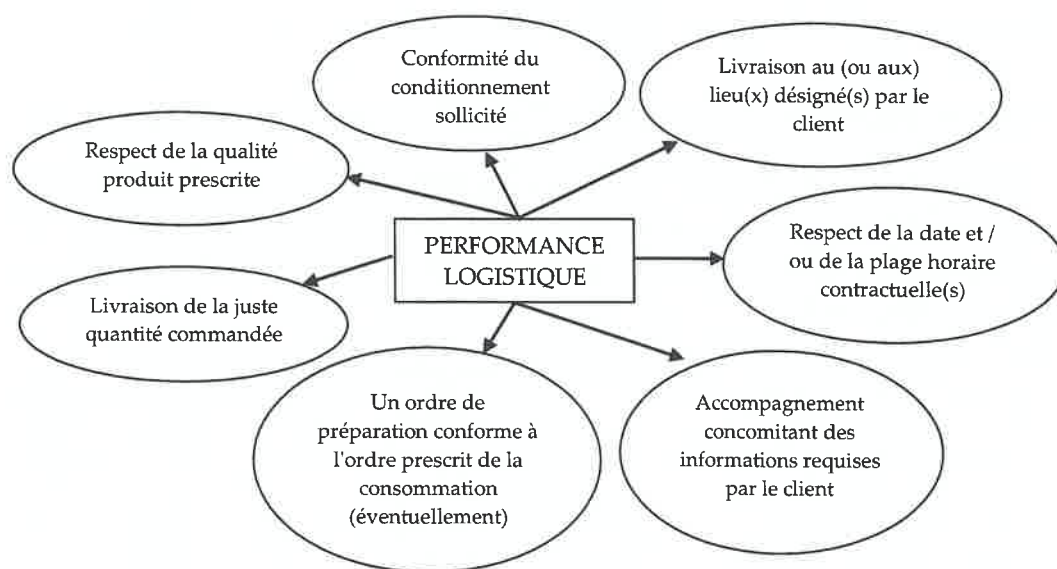 Conformité du
conditionnement
sollicité
Livraison au (ou aux)
lieu(x) désigné(s) par le
client
Respect de la qualité
produit prescrite
PERFORMANCE
LOGISTIQUE
Respect de la date et /
ou de la plage horaire
contractuelle(s)
Livraison de la juste
quantité commandée
Un ordre de
préparation conforme à
l'ordre prescrit de la
consommation
(éventuellement)
Accompagnement
concomitant des
informations requises
par le client